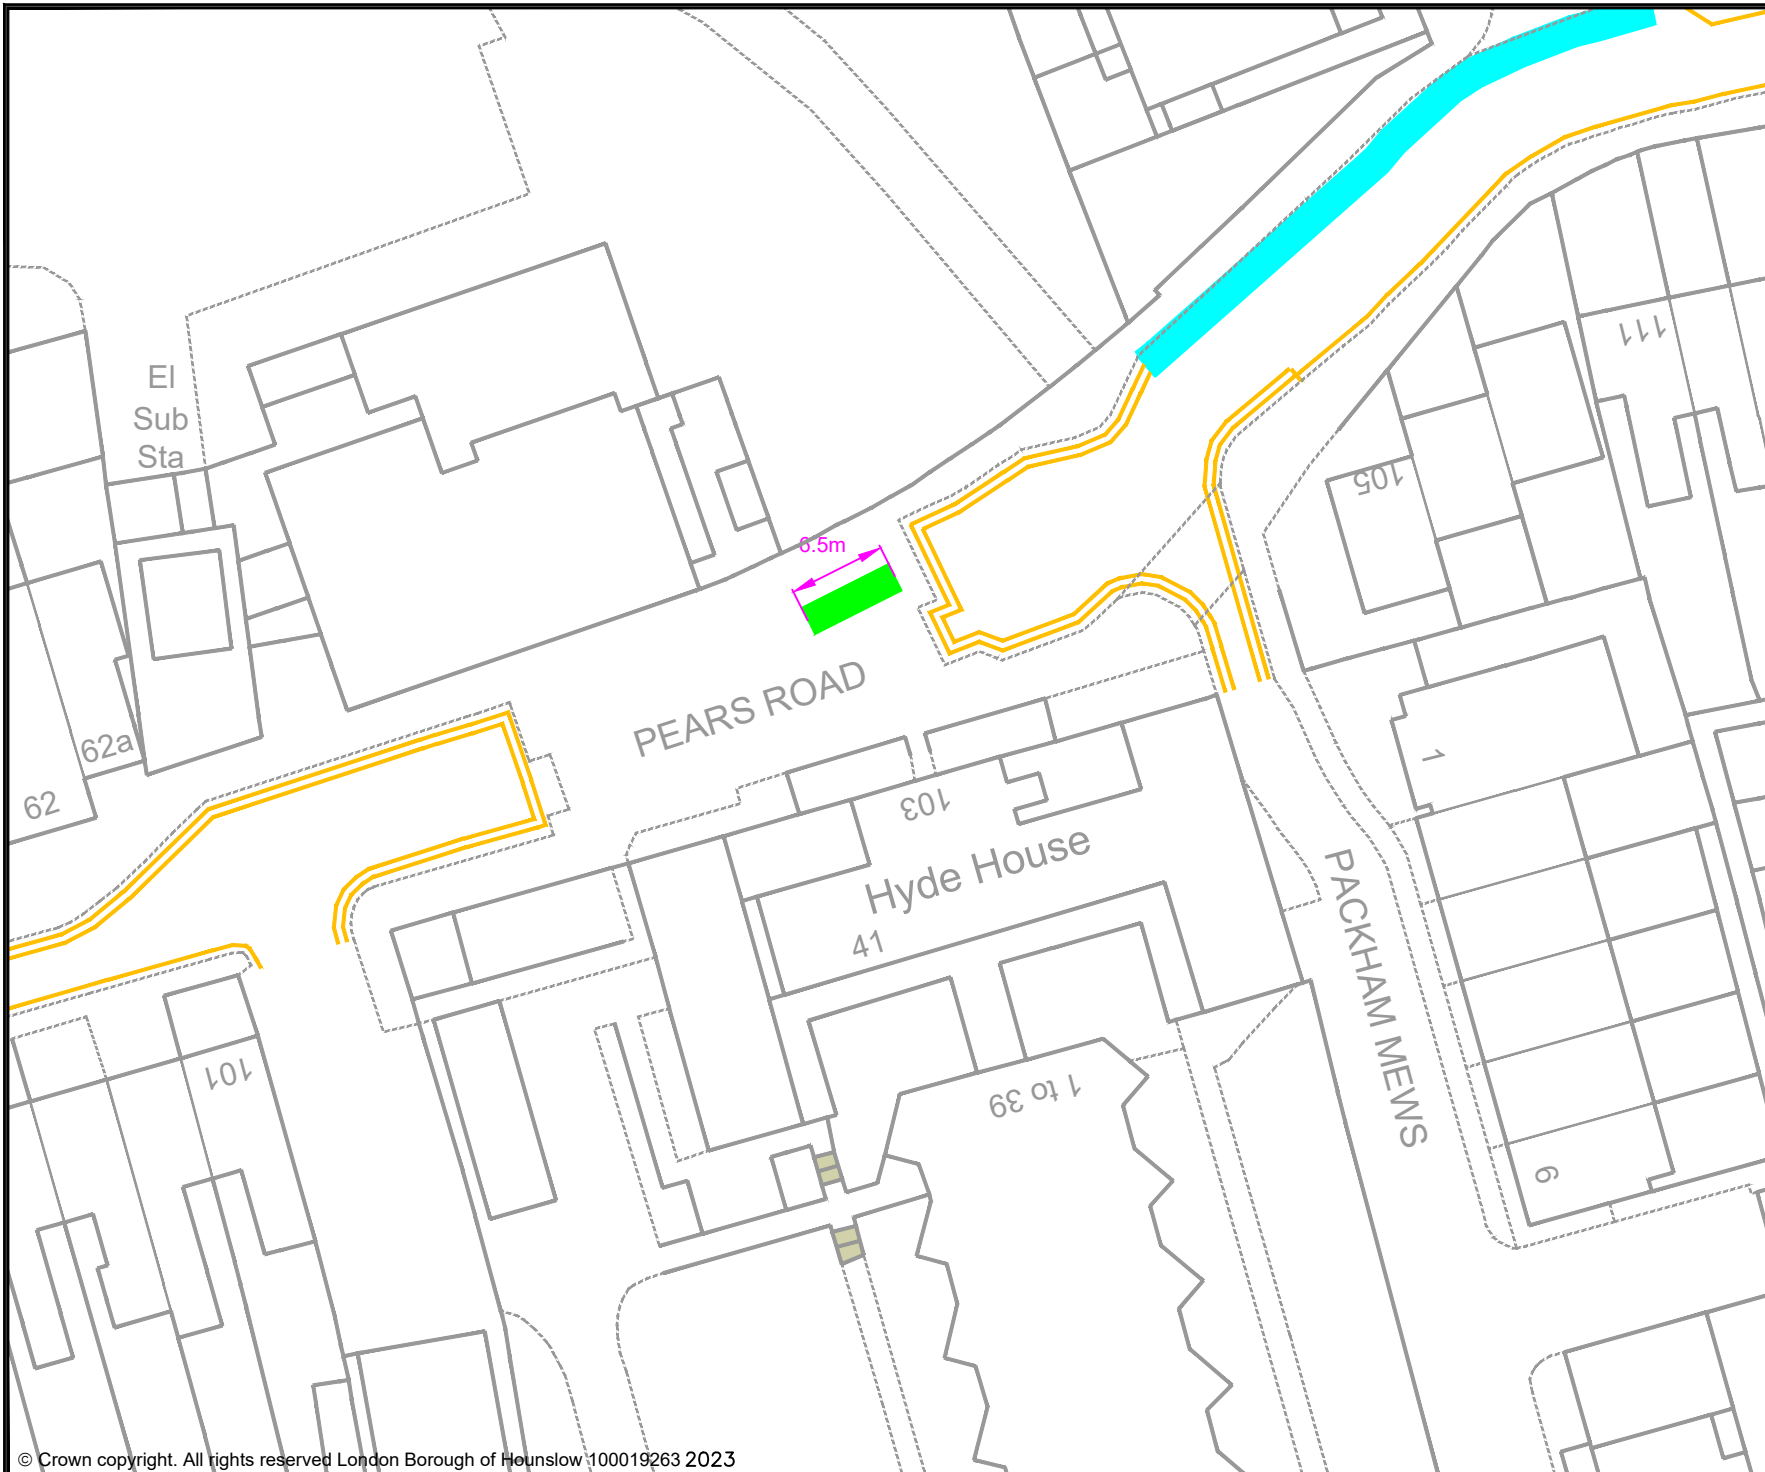 El
Sub
Sta
111
105
6.5m
PEARS ROAD
62a
62
1
103
Hyde House
41
PACKHAM MEWS
101
1 to 39
6
© Crown copyright. All rights reserved London Borough of Hounslow 100019263 2023